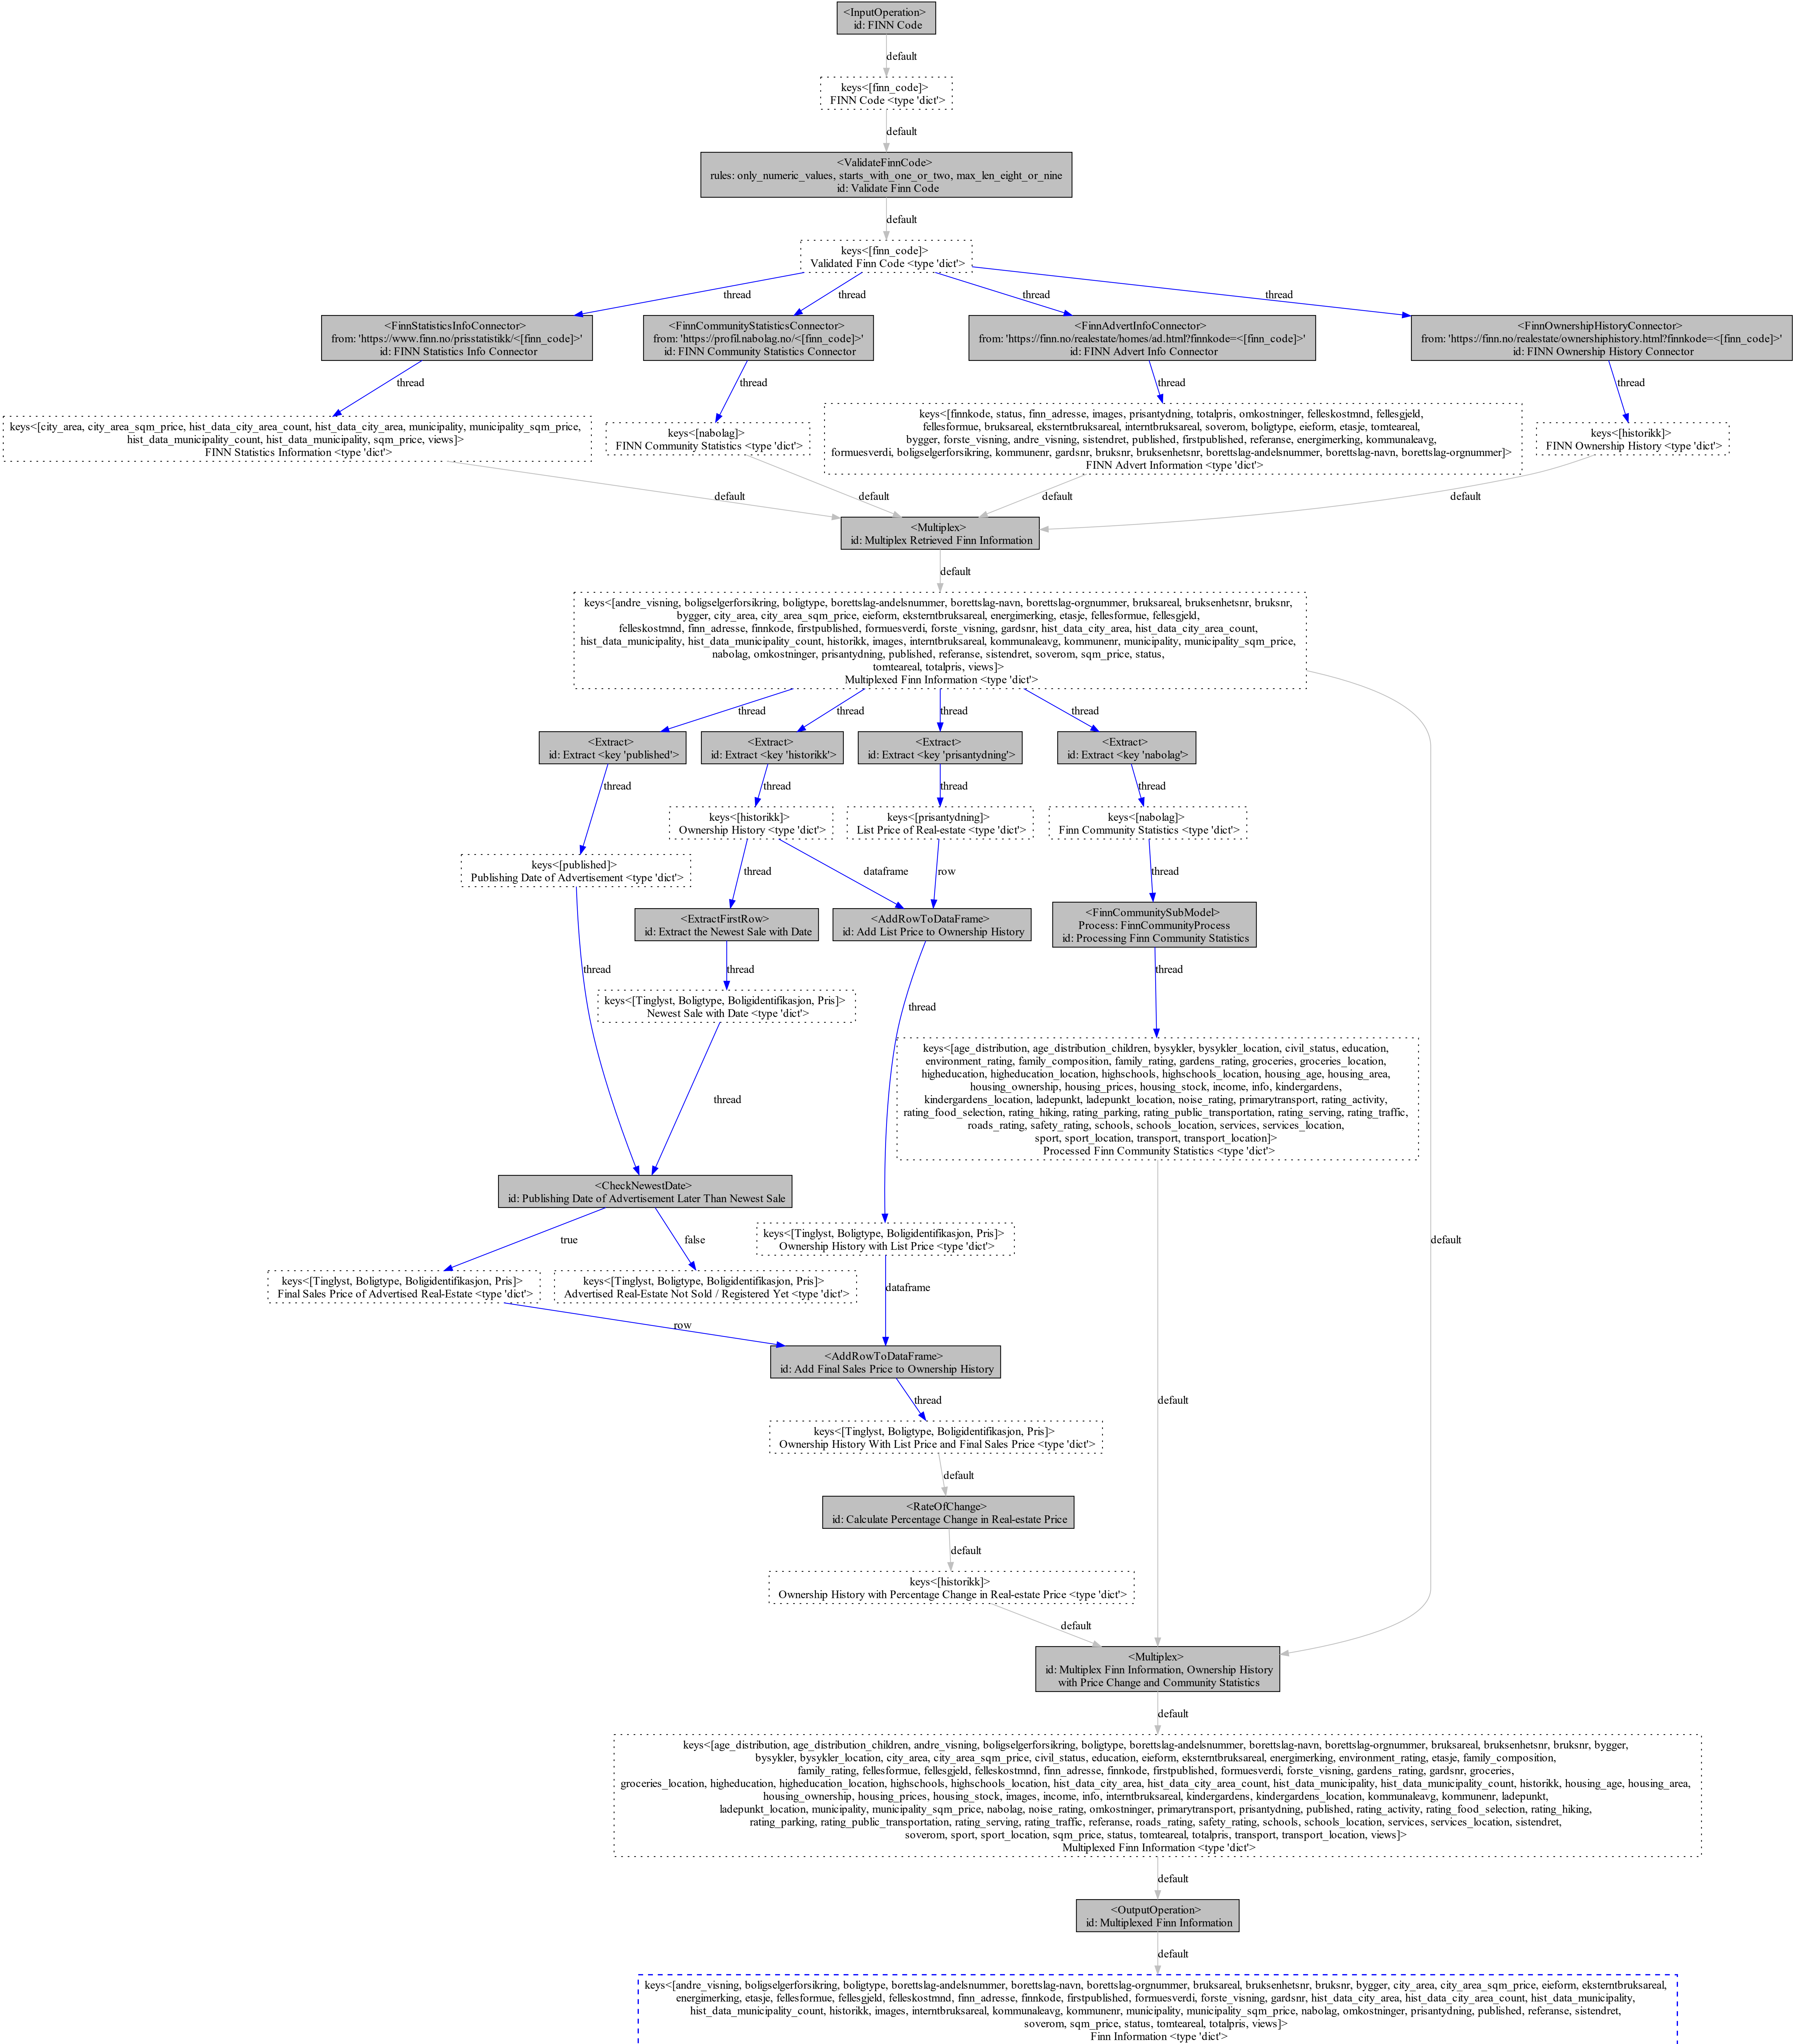 <InputOperation>
id: FINN Code
default
keys<[finn_code]>
FINN Code <type 'dict'>
default
<ValidateFinnCode>
rules: only_numeric_values, starts_with_one_or_two, max_len_eight_or_nine
id: Validate Finn Code
default
keys<[finn_code]>
Validated Finn Code <type 'dict'>
thread
thread
thread
thread
<FinnStatisticsInfoConnector>
from: 'https://www.finn.no/prisstatistikk/<[finn_code]>'
id: FINN Statistics Info Connector
<FinnCommunityStatisticsConnector>
from: 'https://profil.nabolag.no/<[finn_code]>'
id: FINN Community Statistics Connector
<FinnAdvertInfoConnector>
from: 'https://finn.no/realestate/homes/ad.html?finnkode=<[finn_code]>'
id: FINN Advert Info Connector
<FinnOwnershipHistoryConnector>
from: 'https://finn.no/realestate/ownershiphistory.html?finnkode=<[finn_code]>'
id: FINN Ownership History Connector
thread
thread
thread
thread
keys<[city_area, city_area_sqm_price, hist_data_city_area_count, hist_data_city_area, municipality, municipality_sqm_price,
hist_data_municipality_count, hist_data_municipality, sqm_price, views]>
FINN Statistics Information <type 'dict'>
keys<[nabolag]>
FINN Community Statistics <type 'dict'>
keys<[finnkode, status, finn_adresse, images, prisantydning, totalpris, omkostninger, felleskostmnd, fellesgjeld,
fellesformue, bruksareal, eksterntbruksareal, interntbruksareal, soverom, boligtype, eieform, etasje, tomteareal,
bygger, forste_visning, andre_visning, sistendret, published, firstpublished, referanse, energimerking, kommunaleavg,
formuesverdi, boligselgerforsikring, kommunenr, gardsnr, bruksnr, bruksenhetsnr, borettslag-andelsnummer, borettslag-navn, borettslag-orgnummer]>
FINN Advert Information <type 'dict'>
keys<[historikk]>
FINN Ownership History <type 'dict'>
default
default
default
default
<Multiplex>
id: Multiplex Retrieved Finn Information
default
keys<[andre_visning, boligselgerforsikring, boligtype, borettslag-andelsnummer, borettslag-navn, borettslag-orgnummer, bruksareal, bruksenhetsnr, bruksnr,
bygger, city_area, city_area_sqm_price, eieform, eksterntbruksareal, energimerking, etasje, fellesformue, fellesgjeld,
felleskostmnd, finn_adresse, finnkode, firstpublished, formuesverdi, forste_visning, gardsnr, hist_data_city_area, hist_data_city_area_count,
hist_data_municipality, hist_data_municipality_count, historikk, images, interntbruksareal, kommunaleavg, kommunenr, municipality, municipality_sqm_price,
nabolag, omkostninger, prisantydning, published, referanse, sistendret, soverom, sqm_price, status,
tomteareal, totalpris, views]>
Multiplexed Finn Information <type 'dict'>
thread
thread
thread
thread
<Extract>
id: Extract <key 'published'>
<Extract>
id: Extract <key 'historikk'>
<Extract>
id: Extract <key 'prisantydning'>
<Extract>
id: Extract <key 'nabolag'>
thread
thread
thread
thread
keys<[historikk]>
Ownership History <type 'dict'>
keys<[prisantydning]>
List Price of Real-estate <type 'dict'>
keys<[nabolag]>
Finn Community Statistics <type 'dict'>
keys<[published]>
Publishing Date of Advertisement <type 'dict'>
thread
dataframe
row
thread
<ExtractFirstRow>
id: Extract the Newest Sale with Date
<AddRowToDataFrame>
id: Add List Price to Ownership History
<FinnCommunitySubModel>
Process: FinnCommunityProcess
id: Processing Finn Community Statistics
thread
thread
thread
thread
keys<[Tinglyst, Boligtype, Boligidentifikasjon, Pris]>
Newest Sale with Date <type 'dict'>
keys<[age_distribution, age_distribution_children, bysykler, bysykler_location, civil_status, education,
environment_rating, family_composition, family_rating, gardens_rating, groceries, groceries_location,
higheducation, higheducation_location, highschools, highschools_location, housing_age, housing_area,
housing_ownership, housing_prices, housing_stock, income, info, kindergardens,
kindergardens_location, ladepunkt, ladepunkt_location, noise_rating, primarytransport, rating_activity,
rating_food_selection, rating_hiking, rating_parking, rating_public_transportation, rating_serving, rating_traffic,
roads_rating, safety_rating, schools, schools_location, services, services_location,
sport, sport_location, transport, transport_location]>
Processed Finn Community Statistics <type 'dict'>
thread
<CheckNewestDate>
id: Publishing Date of Advertisement Later Than Newest Sale
keys<[Tinglyst, Boligtype, Boligidentifikasjon, Pris]>
Ownership History with List Price <type 'dict'>
true
false
default
keys<[Tinglyst, Boligtype, Boligidentifikasjon, Pris]>
Final Sales Price of Advertised Real-Estate <type 'dict'>
keys<[Tinglyst, Boligtype, Boligidentifikasjon, Pris]>
Advertised Real-Estate Not Sold / Registered Yet <type 'dict'>
dataframe
row
<AddRowToDataFrame>
id: Add Final Sales Price to Ownership History
thread
default
keys<[Tinglyst, Boligtype, Boligidentifikasjon, Pris]>
Ownership History With List Price and Final Sales Price <type 'dict'>
default
<RateOfChange>
id: Calculate Percentage Change in Real-estate Price
default
keys<[historikk]>
Ownership History with Percentage Change in Real-estate Price <type 'dict'>
default
<Multiplex>
id: Multiplex Finn Information, Ownership History
with Price Change and Community Statistics
default
keys<[age_distribution, age_distribution_children, andre_visning, boligselgerforsikring, boligtype, borettslag-andelsnummer, borettslag-navn, borettslag-orgnummer, bruksareal, bruksenhetsnr, bruksnr, bygger,
bysykler, bysykler_location, city_area, city_area_sqm_price, civil_status, education, eieform, eksterntbruksareal, energimerking, environment_rating, etasje, family_composition,
family_rating, fellesformue, fellesgjeld, felleskostmnd, finn_adresse, finnkode, firstpublished, formuesverdi, forste_visning, gardens_rating, gardsnr, groceries,
groceries_location, higheducation, higheducation_location, highschools, highschools_location, hist_data_city_area, hist_data_city_area_count, hist_data_municipality, hist_data_municipality_count, historikk, housing_age, housing_area,
housing_ownership, housing_prices, housing_stock, images, income, info, interntbruksareal, kindergardens, kindergardens_location, kommunaleavg, kommunenr, ladepunkt,
ladepunkt_location, municipality, municipality_sqm_price, nabolag, noise_rating, omkostninger, primarytransport, prisantydning, published, rating_activity, rating_food_selection, rating_hiking,
rating_parking, rating_public_transportation, rating_serving, rating_traffic, referanse, roads_rating, safety_rating, schools, schools_location, services, services_location, sistendret,
soverom, sport, sport_location, sqm_price, status, tomteareal, totalpris, transport, transport_location, views]>
Multiplexed Finn Information <type 'dict'>
default
<OutputOperation>
id: Multiplexed Finn Information
default
keys<[andre_visning, boligselgerforsikring, boligtype, borettslag-andelsnummer, borettslag-navn, borettslag-orgnummer, bruksareal, bruksenhetsnr, bruksnr, bygger, city_area, city_area_sqm_price, eieform, eksterntbruksareal,
energimerking, etasje, fellesformue, fellesgjeld, felleskostmnd, finn_adresse, finnkode, firstpublished, formuesverdi, forste_visning, gardsnr, hist_data_city_area, hist_data_city_area_count, hist_data_municipality,
hist_data_municipality_count, historikk, images, interntbruksareal, kommunaleavg, kommunenr, municipality, municipality_sqm_price, nabolag, omkostninger, prisantydning, published, referanse, sistendret,
soverom, sqm_price, status, tomteareal, totalpris, views]>
Finn Information <type 'dict'>